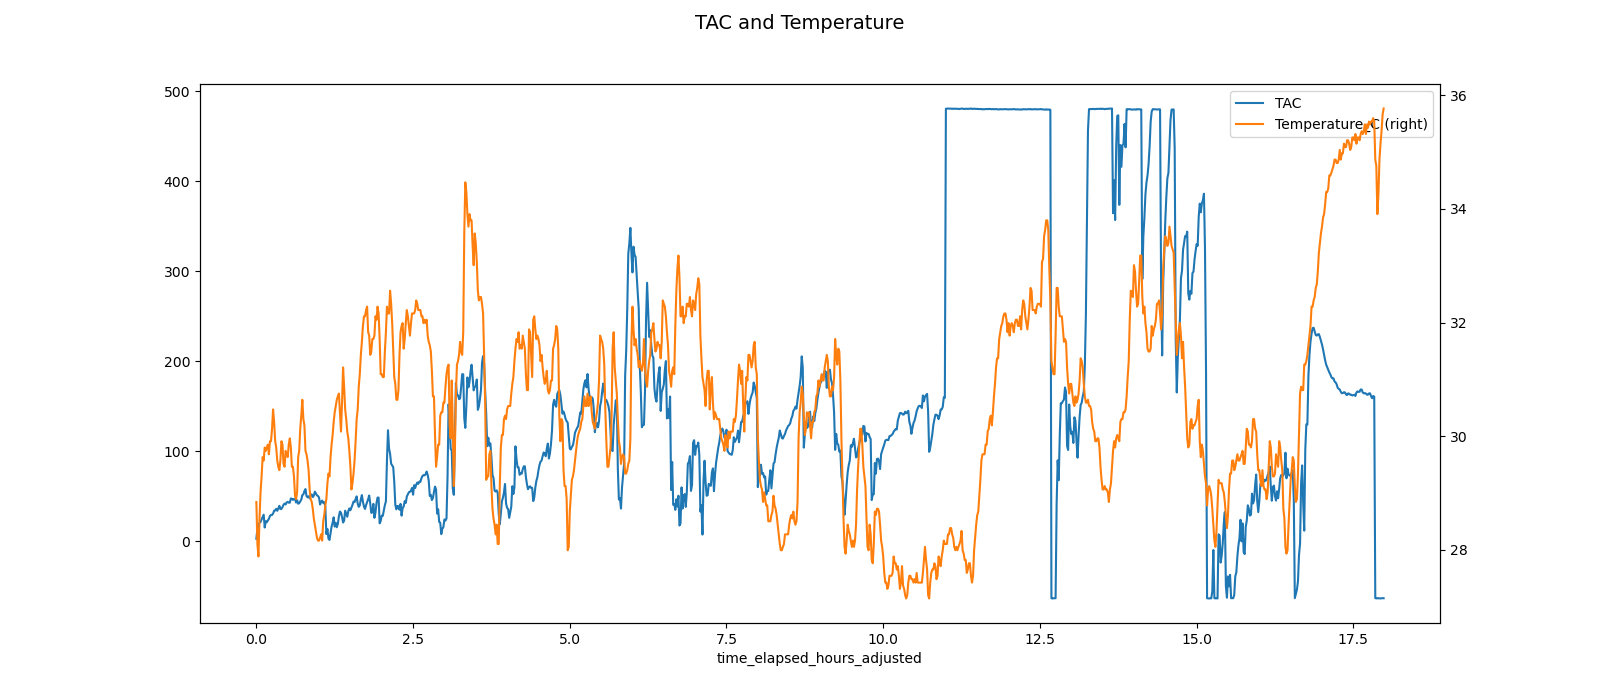 TAC and Temperature
500
400
300
200
100
0
36
34
32
30
28
TAC
Temperature_C (right)
0.0 2.5 5.0 7.5 10.0 12.5 15.0 17.5
time_elapsed_hours_adjusted